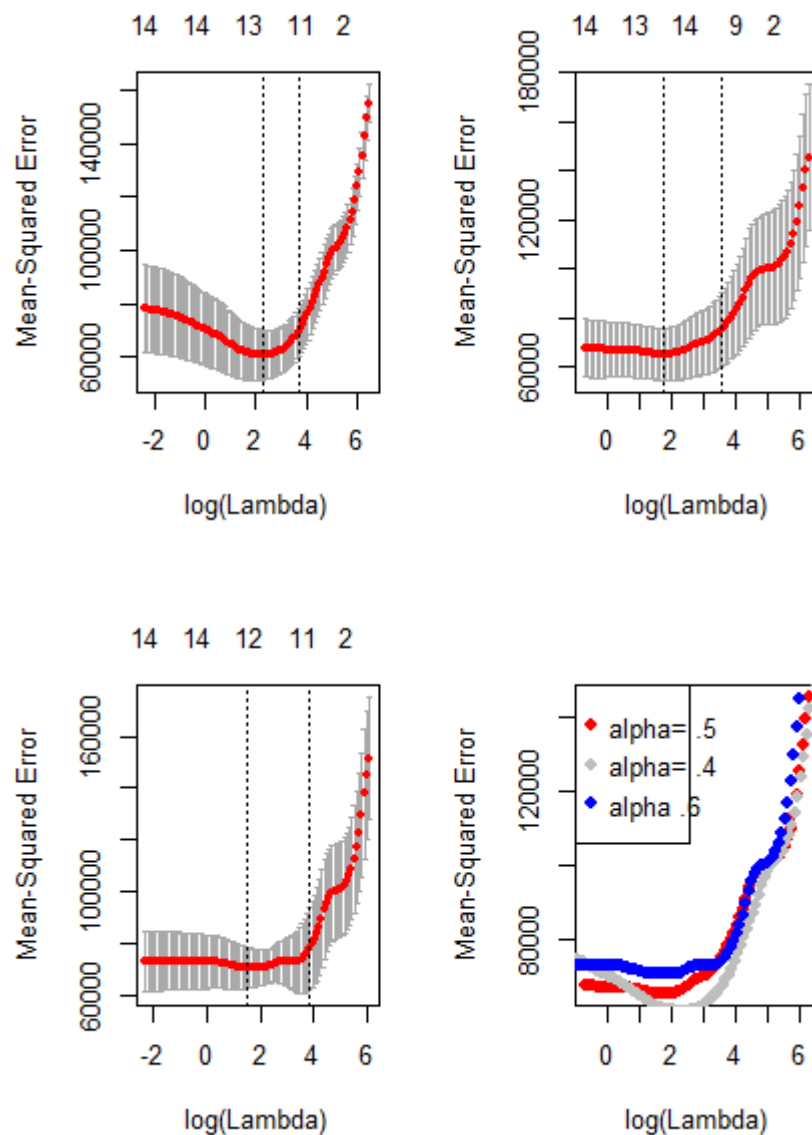 14 14 13 11 2
Mean-Squared Error
60000 100000 140000
-2 0 2 4 6
log(Lambda)
14 13 14 9 2
Mean-Squared Error
60000 120000 180000
0 2 4 6
log(Lambda)
14 14 12 11 2
Mean-Squared Error
60000 100000 160000
-2 0 2 4 6
log(Lambda)
Mean-Squared Error
80000 120000
alpha= .5
alpha= .4
alpha .6
0 2 4 6
log(Lambda)